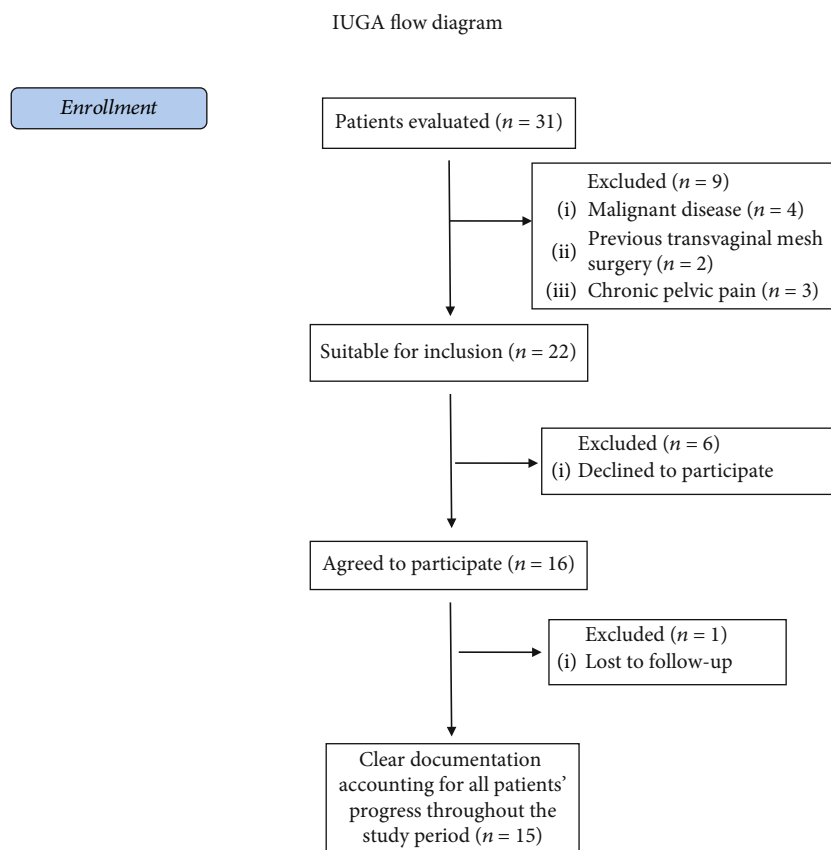 IUGA flow diagram
Enrollment
Patients evaluated (n = 31)
Excluded (n = 9)
(i) Malignant disease (n = 4)
(ii) Previous transvaginal mesh
surgery (n = 2)
(iii) Chronic pelvic pain (n = 3)
Suitable for inclusion (n = 22)
Excluded (n = 6)
(i) Declined to participate
Agreed to participate (n = 16)
Excluded (n = 1)
(i) Lost to follow-up
Clear documentation
accounting for all patients’
progress throughout the
study period (n = 15)